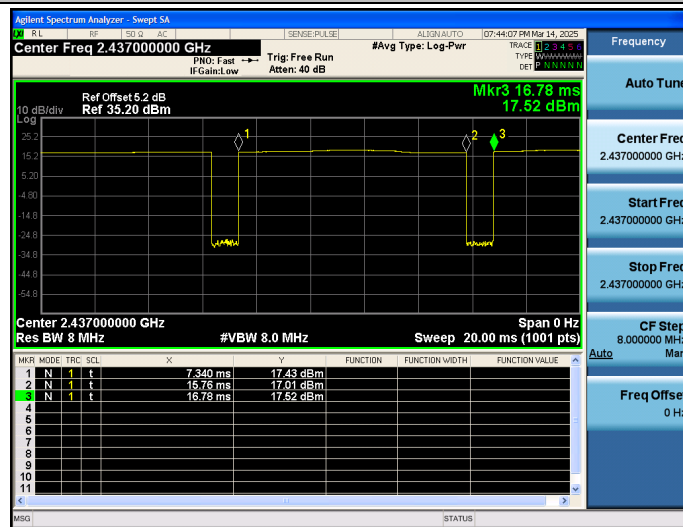 Agilent Spectrum Analyzer - Swept SA
LXI RL RF 50 Ω AC SENSE:PULSE ALIGN AUTO 07:44:07 PM Mar 14, 2025
Center Freq 2.437000000 GHz
PNO: Fast
IFGain:Low
Trig: Free Run
Atten: 40 dB
#Avg Type: Log-Pwr
TRACE 1 2 3 4 5 6
TYPE
DET P N N N N N
Mkr3 16.78 ms
17.52 dBm
Ref Offset 5.2 dB
Ref 35.20 dBm
10 dB/div
Log
25.2
15.2
5.20
-4.80
-14.8
-24.8
-34.8
-44.8
-54.8
1
2
3
Center 2.437000000 GHz Span 0 Hz
Res BW 8 MHz #VBW 8.0 MHz Sweep 20.00 ms (1001 pts)
MKR MODE TRC SCL X Y FUNCTION FUNCTION WIDTH FUNCTION VALUE
1 N 1 t 7.340 ms 17.43 dBm
2 N 1 t 15.76 ms 17.01 dBm
3 N 1 t 16.78 ms 17.52 dBm
4
5
6
7
8
9
10
11
MSG STATUS
Frequency
Auto Tune
Center Freq
2.437000000 GHz
Start Freq
2.437000000 GHz
Stop Freq
2.437000000 GHz
CF Step
8.000000 MHz
Auto Man
Freq Offset
0 Hz